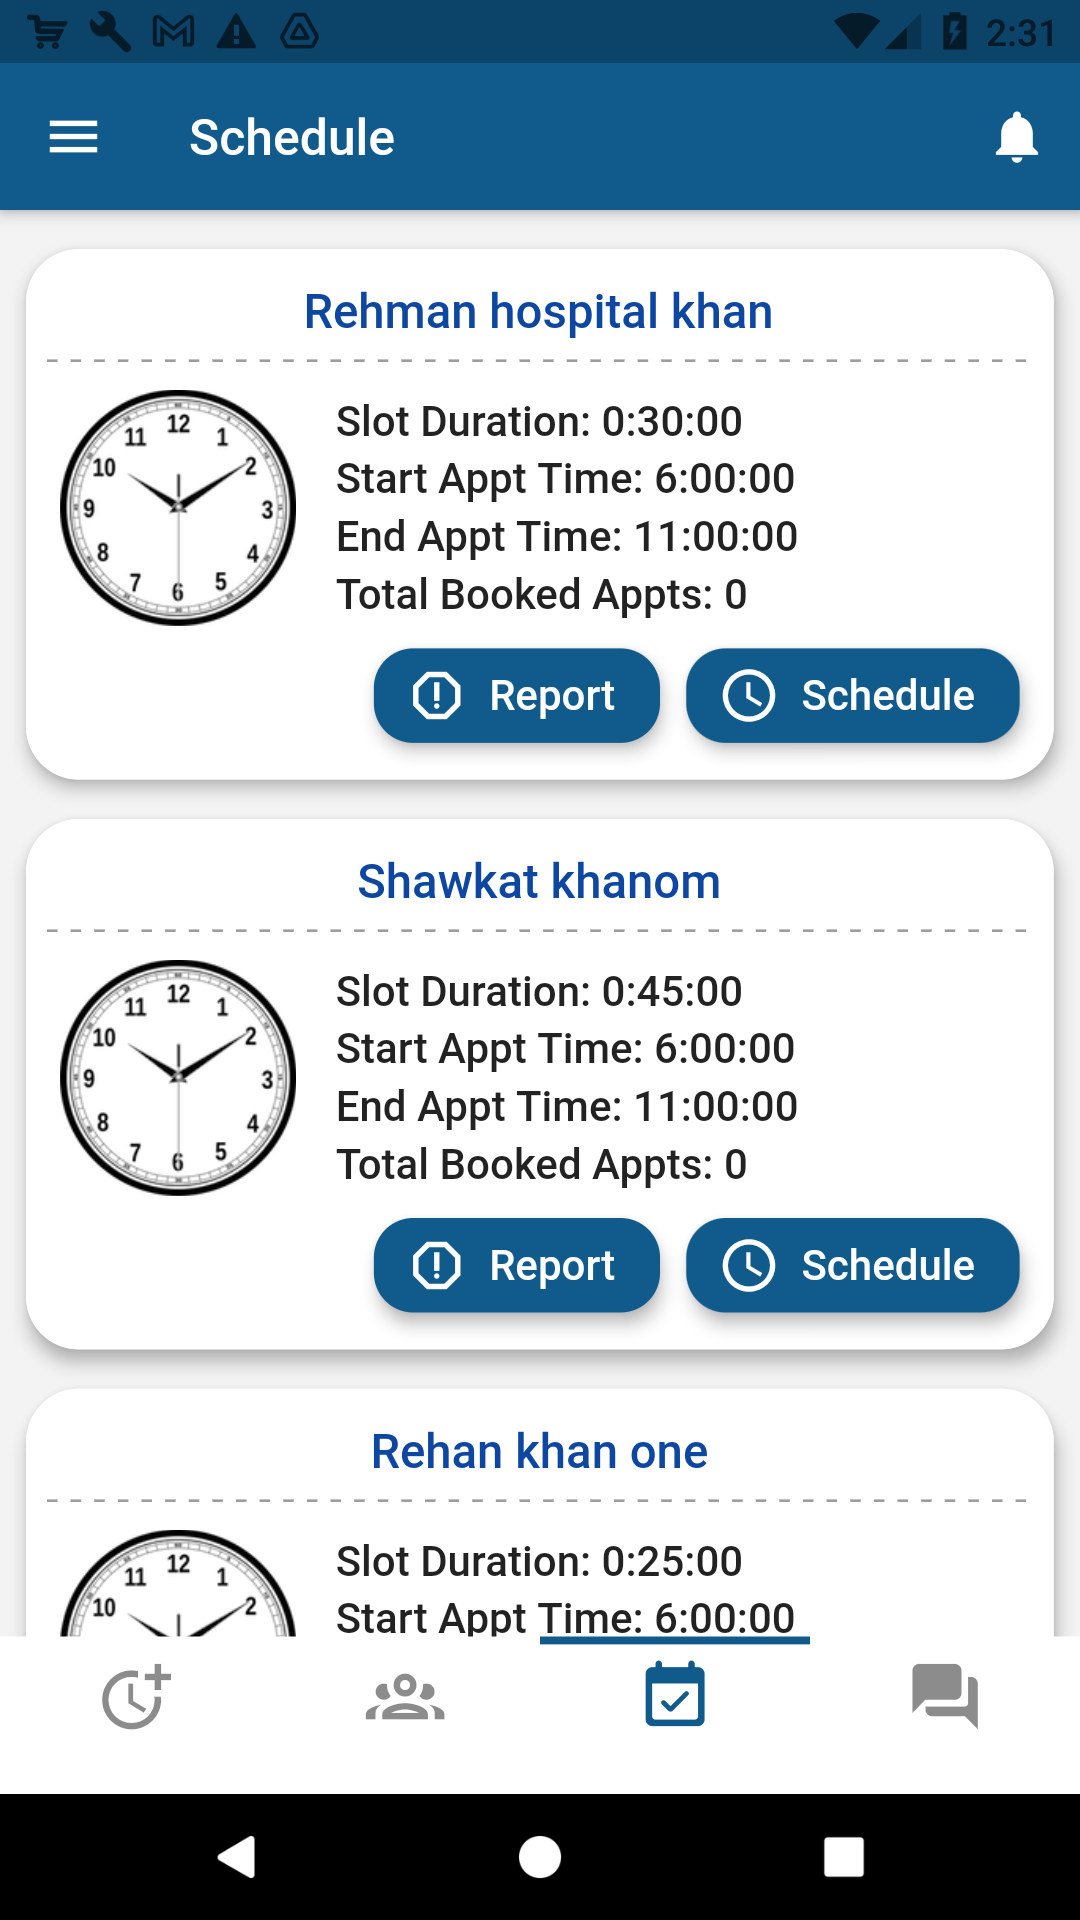 2:31
Schedule
Rehman hospital khan
12
11 1
10 2
9 3
8 4
7 5
6
Slot Duration: 0:30:00
Start Appt Time: 6:00:00
End Appt Time: 11:00:00
Total Booked Appts: 0
Report Schedule
Shawkat khanom
12
11 1
10 2
9 3
8 4
7 5
6
Slot Duration: 0:45:00
Start Appt Time: 6:00:00
End Appt Time: 11:00:00
Total Booked Appts: 0
Report Schedule
Rehan khan one
12
11 1
10 2
Slot Duration: 0:25:00
Start Appt Time: 6:00:00